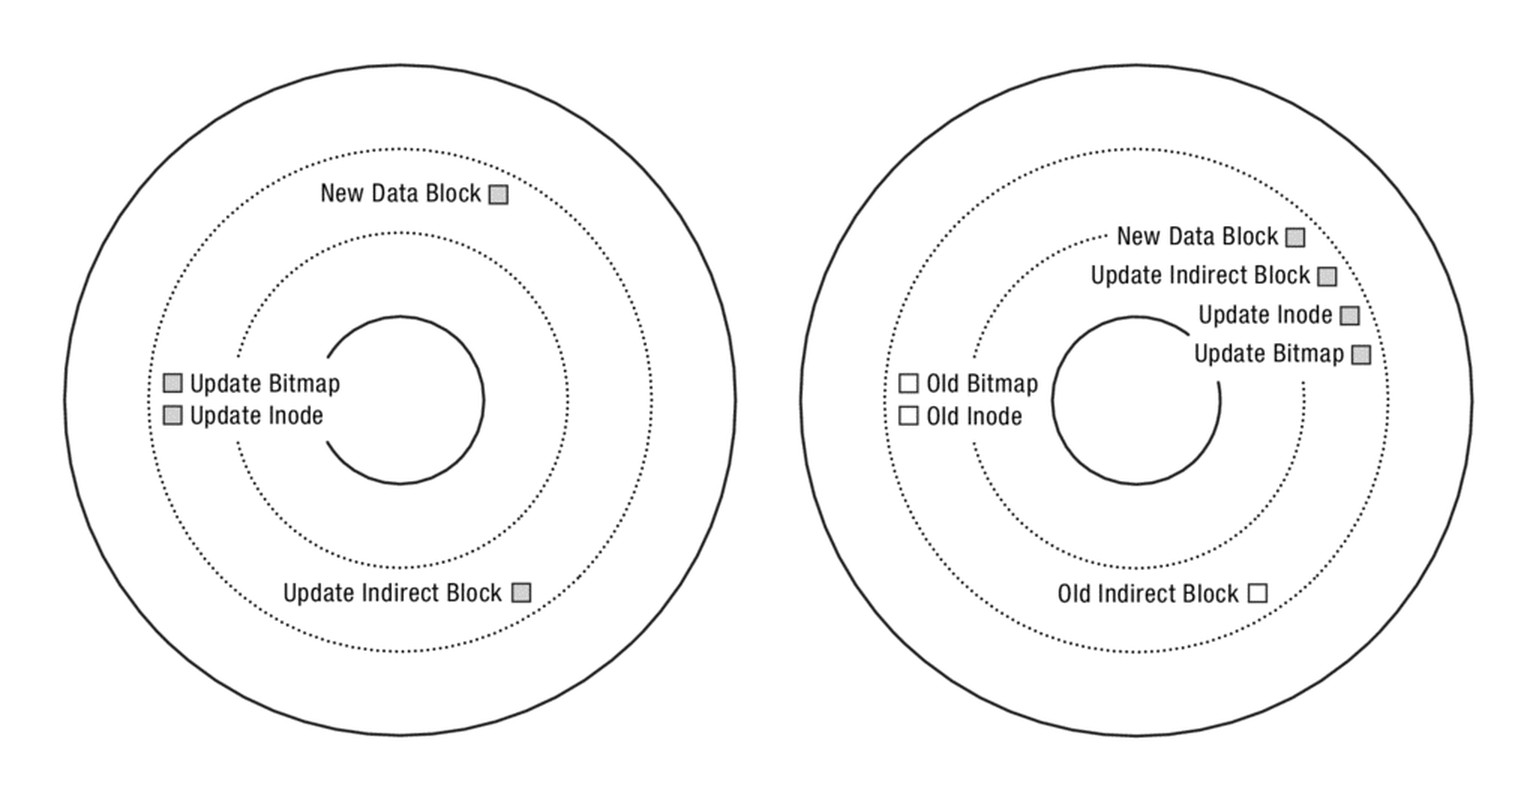 New Data Block
Update Bitmap
Update Inode
Update Indirect Block
New Data Block
Update Indirect Block
Update Inode
Update Bitmap
Old Bitmap
Old Inode
Old Indirect Block